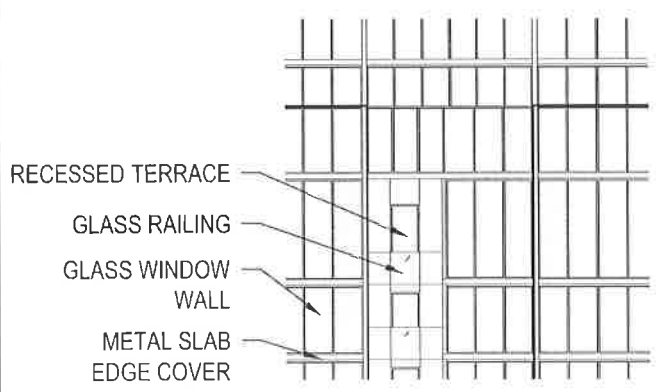 RECESSED TERRACE
GLASS RAILING
GLASS WINDOW
WALL
METAL SLAB
EDGE COVER